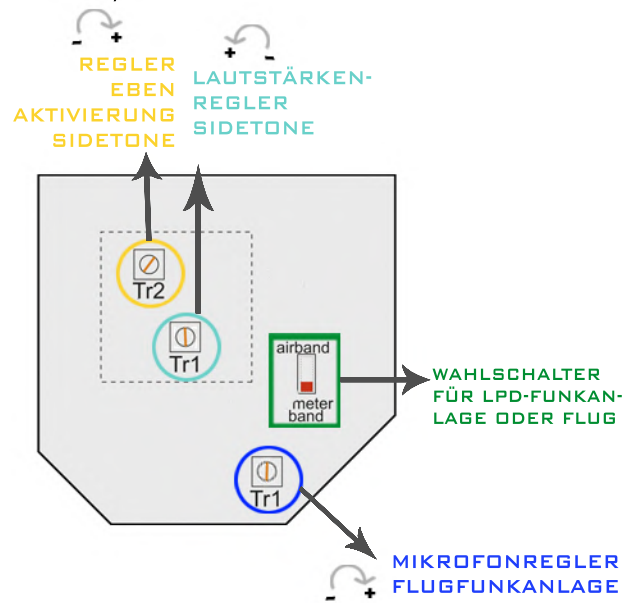 - +
+ -
REGLER
EBEN
AKTIVIERUNG
SIDETONE
LAUTSTÄRKEN-
REGLER
SIDETONE
Tr2
Tr1
airband
meter
band
WAHLSCHALTER
FÜR LPD-FUNKAN-
LAGE ODER FLUG
Tr1
MIKROFONREGLER
FLUGFUNKANLAGE
- +